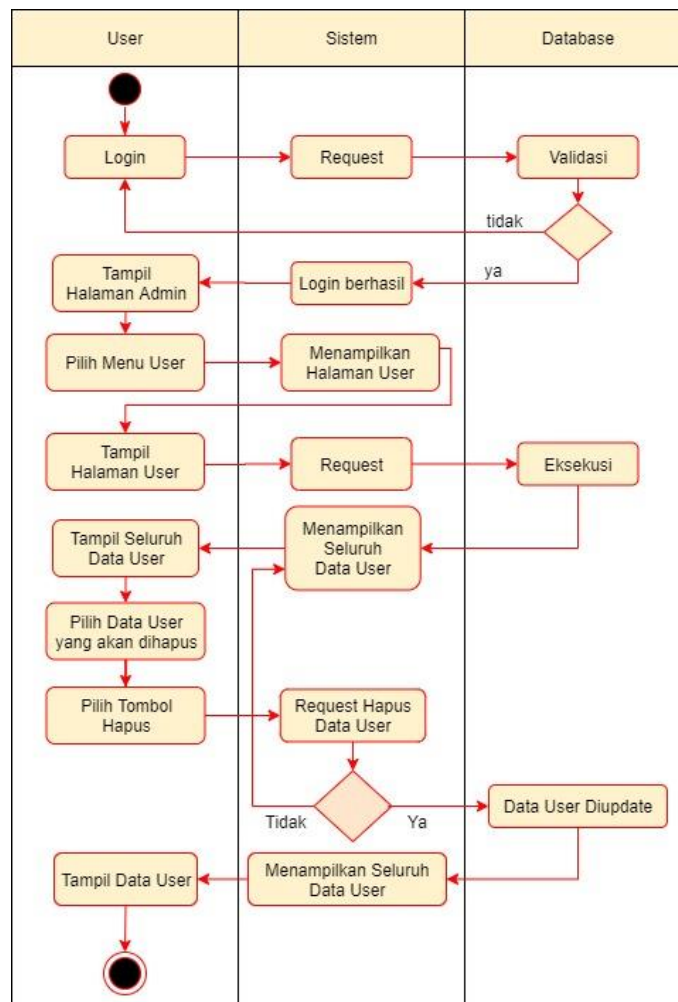 User
Sistem
Database
Login
Request
Validasi
tidak
Tampil
Halaman Admin
Login berhasil
ya
Pilih Menu User
Menampilkan
Halaman User
Tampil
Halaman User
Request
Eksekusi
Tampil Seluruh
Data User
Menampilkan
Seluruh
Data User
Pilih Data User
yang akan dihapus
Pilih Tombol
Hapus
Request Hapus
Data User
Tidak
Ya
Data User Diupdate
Tampil Data User
Menampilkan Seluruh
Data User